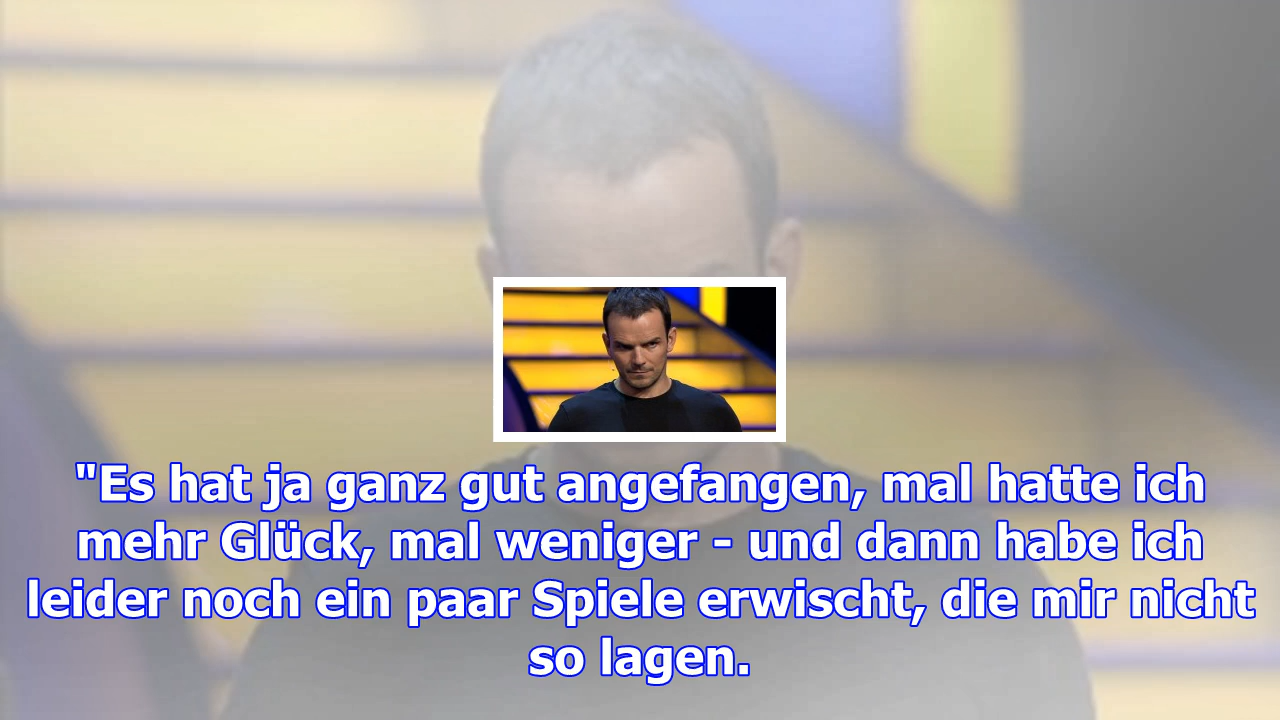 "Es hat ja ganz gut angefangen, mal hatte ich
mehr Glück, mal weniger - und dann habe ich
leider noch ein paar Spiele erwischt, die mir nicht
so lagen.